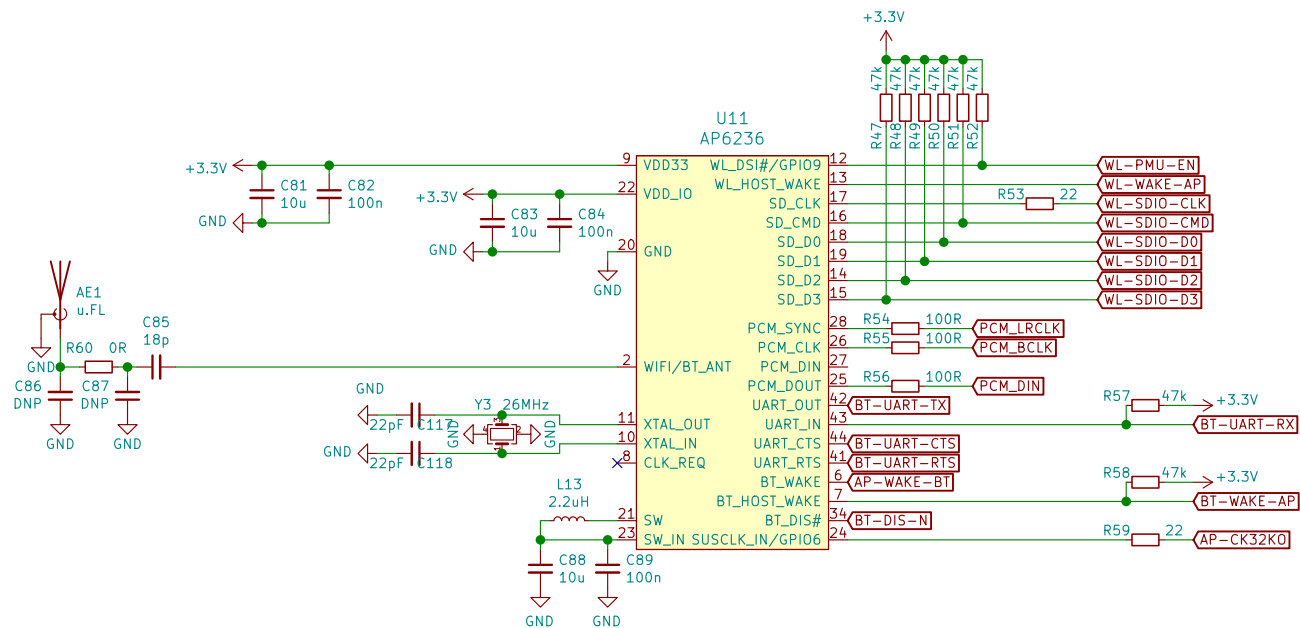 +3.3V
47k
47k
47k
47k
47k
47k
R47
R48
R49
R50
R51
R52
U11
AP6236
+3.3V
C81
10u
C82
100n
GND
+3.3V
C83
10u
C84
100n
GND
GND
9
VDD33
22
VDD_IO
20
GND
2
WIFI/BT_ANT
11
XTAL_OUT
10
XTAL_IN
8
CLK_REQ
21
SW
23
SW_IN
WL_DSI#/GPIO9
12
WL-PMU-EN
WL_HOST_WAKE
13
WL-WAKE-AP
SD_CLK
17
R53
22
WL-SDIO-CLK
SD_CMD
16
WL-SDIO-CMD
SD_D0
18
WL-SDIO-D0
SD_D1
19
WL-SDIO-D1
SD_D2
14
WL-SDIO-D2
SD_D3
15
WL-SDIO-D3
PCM_SYNC
28
R54
100R
PCM_LRCLK
PCM_CLK
26
R55
100R
PCM_BCLK
PCM_DIN
27
PCM_DOUT
25
R56
100R
PCM_DIN
UART_OUT
42
BT-UART-TX
R57
47k
+3.3V
UART_IN
43
BT-UART-RX
UART_CTS
44
BT-UART-CTS
UART_RTS
41
BT-UART-RTS
BT_WAKE
6
AP-WAKE-BT
R58
47k
+3.3V
BT_HOST_WAKE
7
BT-WAKE-AP
BT_DIS#
34
BT-DIS-N
SUSCLK_IN/GPIO6
24
R59
22
AP-CK32KO
AE1
u.FL
GND
R60
0R
C85
18p
C86
DNP
C87
DNP
GND
GND
GND
22pF
C117
Y3
26MHz
GND
3
4
2
1
GND
GND
22pF
C118
L13
2.2uH
C88
10u
C89
100n
GND
GND